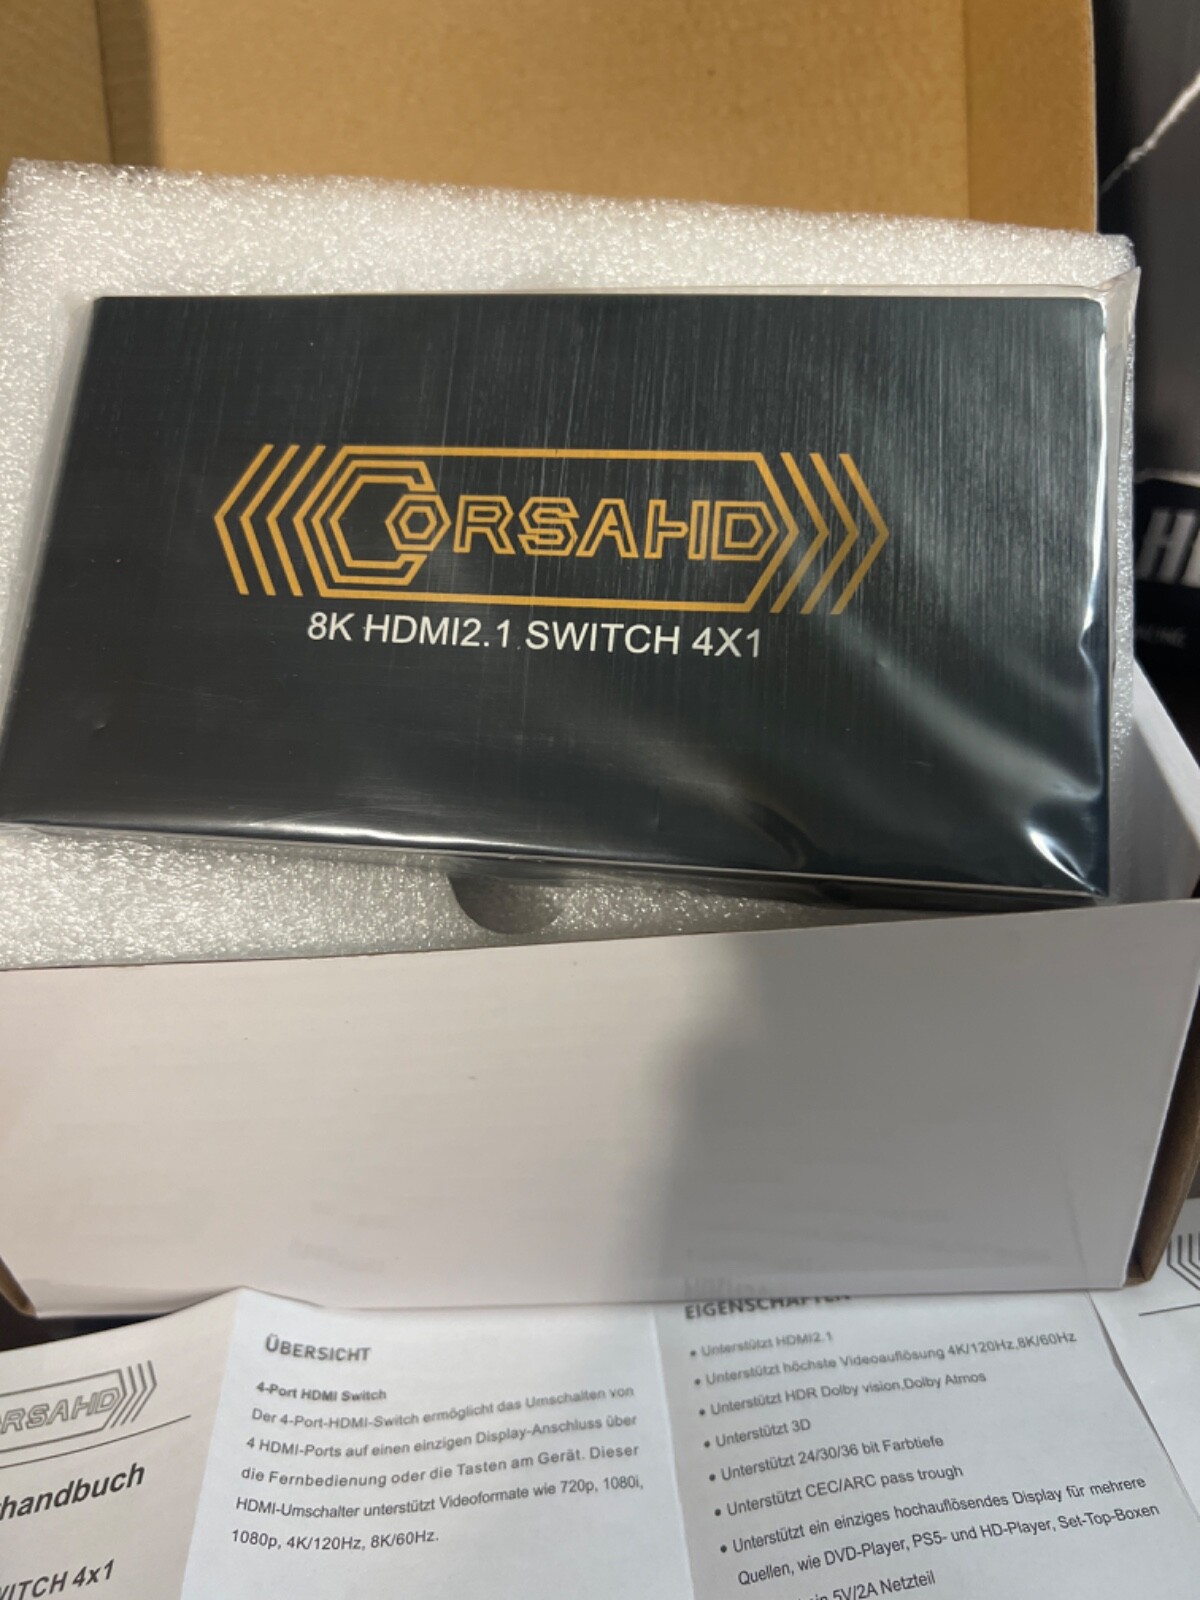 CORSAHD
8K HDMI2.1 SWITCH 4X1
ORSAHD
handbuch
WITCH 4x1
ÜBERSICHT
4-Port HDMI Switch
Der 4-Port-HDMI-Switch ermöglicht das Umschalten von
4 HDMI-Ports auf einen einzigen Display-Anschluss über
die Fernbedienung oder die Tasten am Gerät. Dieser
HDMI-Umschalter unterstützt Videoformate wie 720p, 1080i,
1080p, 4K/120Hz, 8K/60Hz.
EIGENSCHAFTEN
• Unterstützt HDMI2.1
• Unterstützt höchste Videoauflösung 4K/120Hz,8K/60Hz
• Unterstützt HDR Dolby vision,Dolby Atmos
• Unterstützt 3D
• Unterstützt 24/30/36 bit Farbtiefe
• Unterstützt CEC/ARC pass trough
• Unterstützt ein einziges hochauflösendes Display für mehrere
Quellen, wie DVD-Player, PS5- und HD-Player, Set-Top-Boxen
ein 5V/2A Netzteil